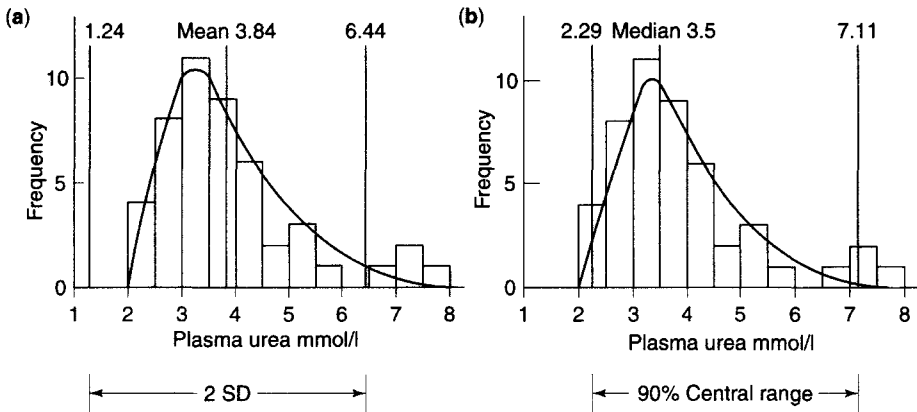 (a)
1.24 Mean 3.84 6.44
Frequency
10
5
0
1 2 3 4 5 6 7 8
Plasma urea mmol/l
2 SD
(b)
2.29 Median 3.5 7.11
Frequency
10
5
0
1 2 3 4 5 6 7 8
Plasma urea mmol/l
90% Central range